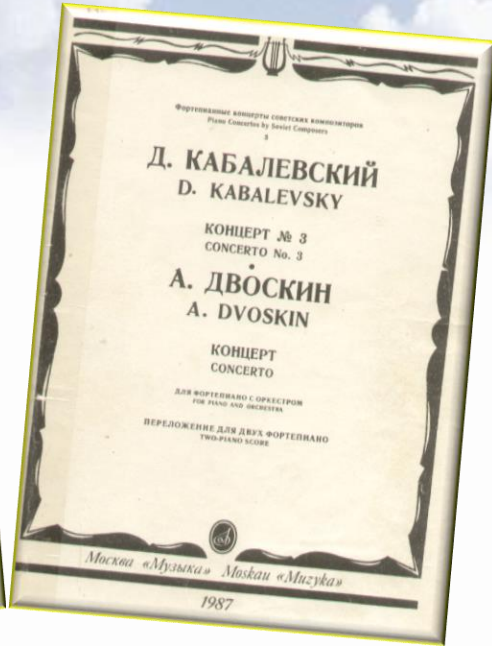 Фортепианные концерты советских композиторов
Piano Concertos by Soviet Composers
3
Д. КАБАЛЕВСКИЙ
D. KABALEVSKY
КОНЦЕРТ № 3
CONCERTO No. 3
А. ДВОСКИН
A. DVOSKIN
КОНЦЕРТ
CONCERTO
ДЛЯ ФОРТЕПИАНО С ОРКЕСТРОМ
FOR PIANO AND ORCHESTRA
ПЕРЕЛОЖЕНИЕ ДЛЯ ДВУХ ФОРТЕПИАНО
TWO-PIANO SCORE
Москва «Музыка» Moskau «Muzyka»
1987